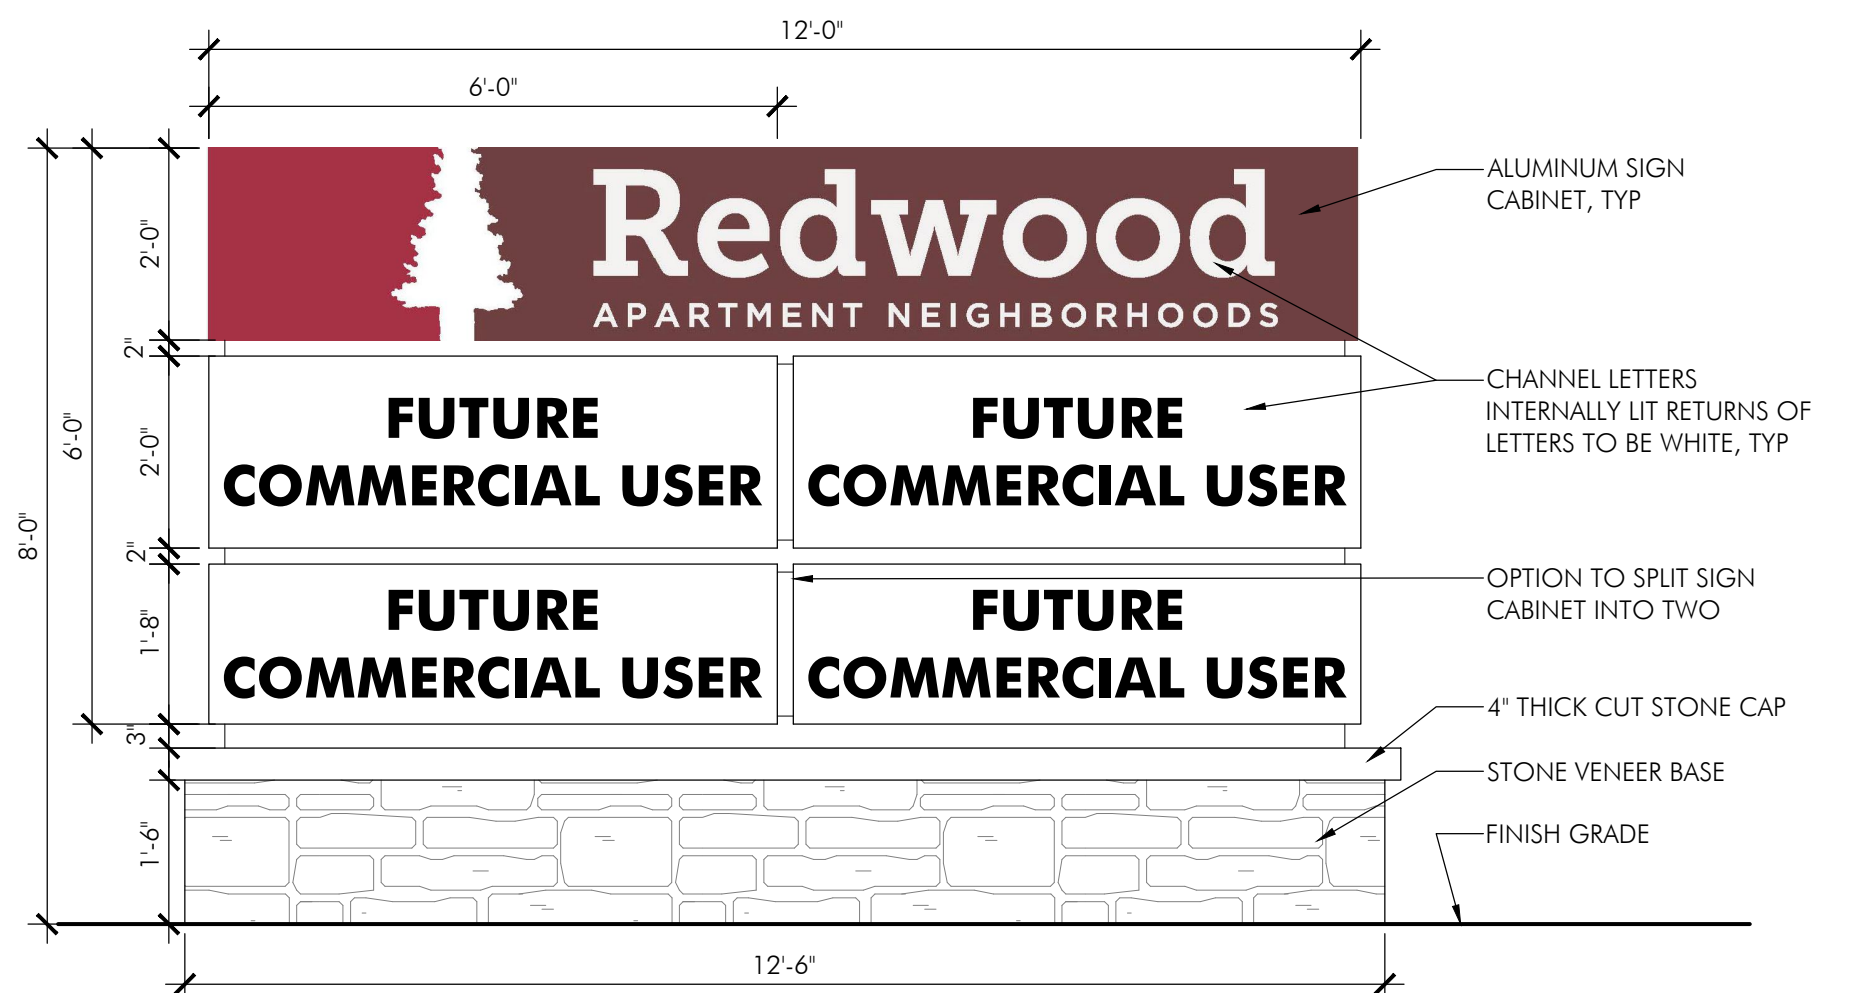 12'-0"
6'-0"
Redwood
APARTMENT NEIGHBORHOODS
ALUMINUM SIGN
CABINET, TYP
2'-0"
2"
FUTURE
COMMERCIAL USER
FUTURE
COMMERCIAL USER
CHANNEL LETTERS
INTERNALLY LIT RETURNS OF
LETTERS TO BE WHITE, TYP
6'-0"
2'-0"
8'-0"
2"
FUTURE
COMMERCIAL USER
FUTURE
COMMERCIAL USER
OPTION TO SPLIT SIGN
CABINET INTO TWO
1'-8"
3"
4" THICK CUT STONE CAP
STONE VENEER BASE
1'-6"
FINISH GRADE
12'-6"